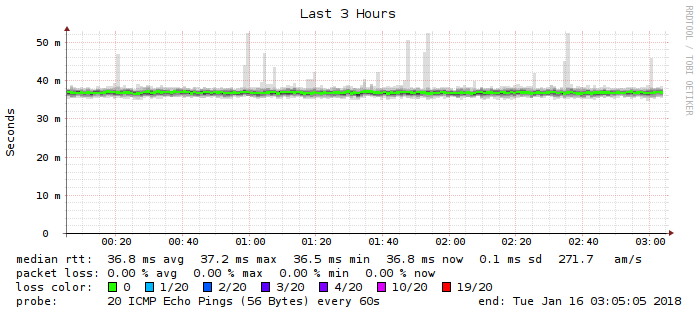 Last 3 Hours
RRDTOOL / TOBI OETIKER
Seconds
50 m
40 m
30 m
20 m
10 m
0
00:20 00:40 01:00 01:20 01:40 02:00 02:20 02:40 03:00
median rtt: 36.8 ms avg 37.2 ms max 36.5 ms min 36.8 ms now 0.1 ms sd 271.7 am/s
packet loss: 0.00 % avg 0.00 % max 0.00 % min 0.00 % now
loss color: 0 1/20 2/20 3/20 4/20 10/20 19/20
probe: 20 ICMP Echo Pings (56 Bytes) every 60s end: Tue Jan 16 03:05:05 2018